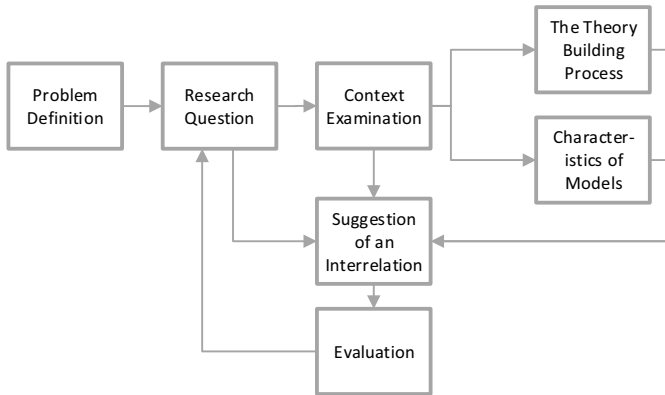 The Theory
Building
Process
Problem
Definition
Research
Question
Context
Examination
Character-
istics of
Models
Suggestion
of an
Interrelation
Evaluation